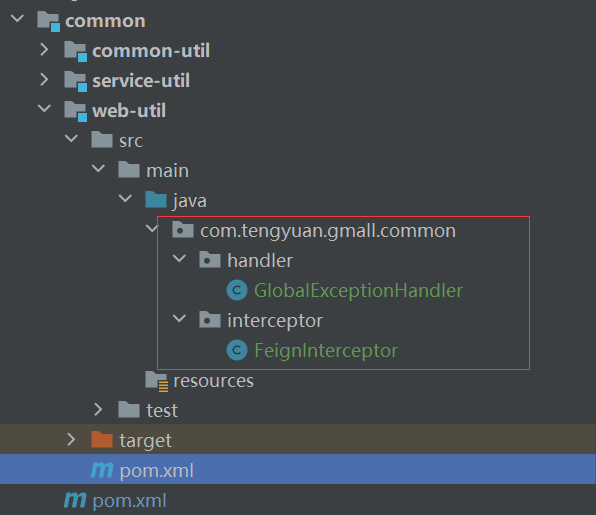 common
common-util
service-util
web-util
src
main
java
com.tengyuan.gmall.common
handler
C GlobalExceptionHandler
interceptor
C FeignInterceptor
resources
test
target
m pom.xml
m pom.xml